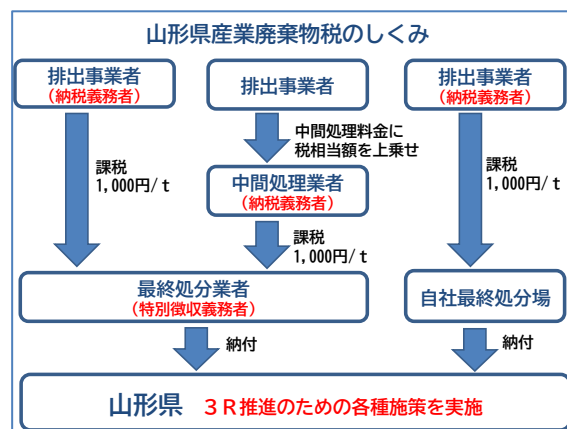 山形県産業廃棄物税のしくみ
排出事業者
(納税義務者)
排出事業者
排出事業者
(納税義務者)
中間処理料金に
税相当額を上乗せ
課税
1,000円/t
中間処理業者
(納税義務者)
課税
1,000円/t
課税
1,000円/t
最終処分業者
(特別徴収義務者)
自社最終処分場
納付
納付
山形県 3R推進のための各種施策を実施